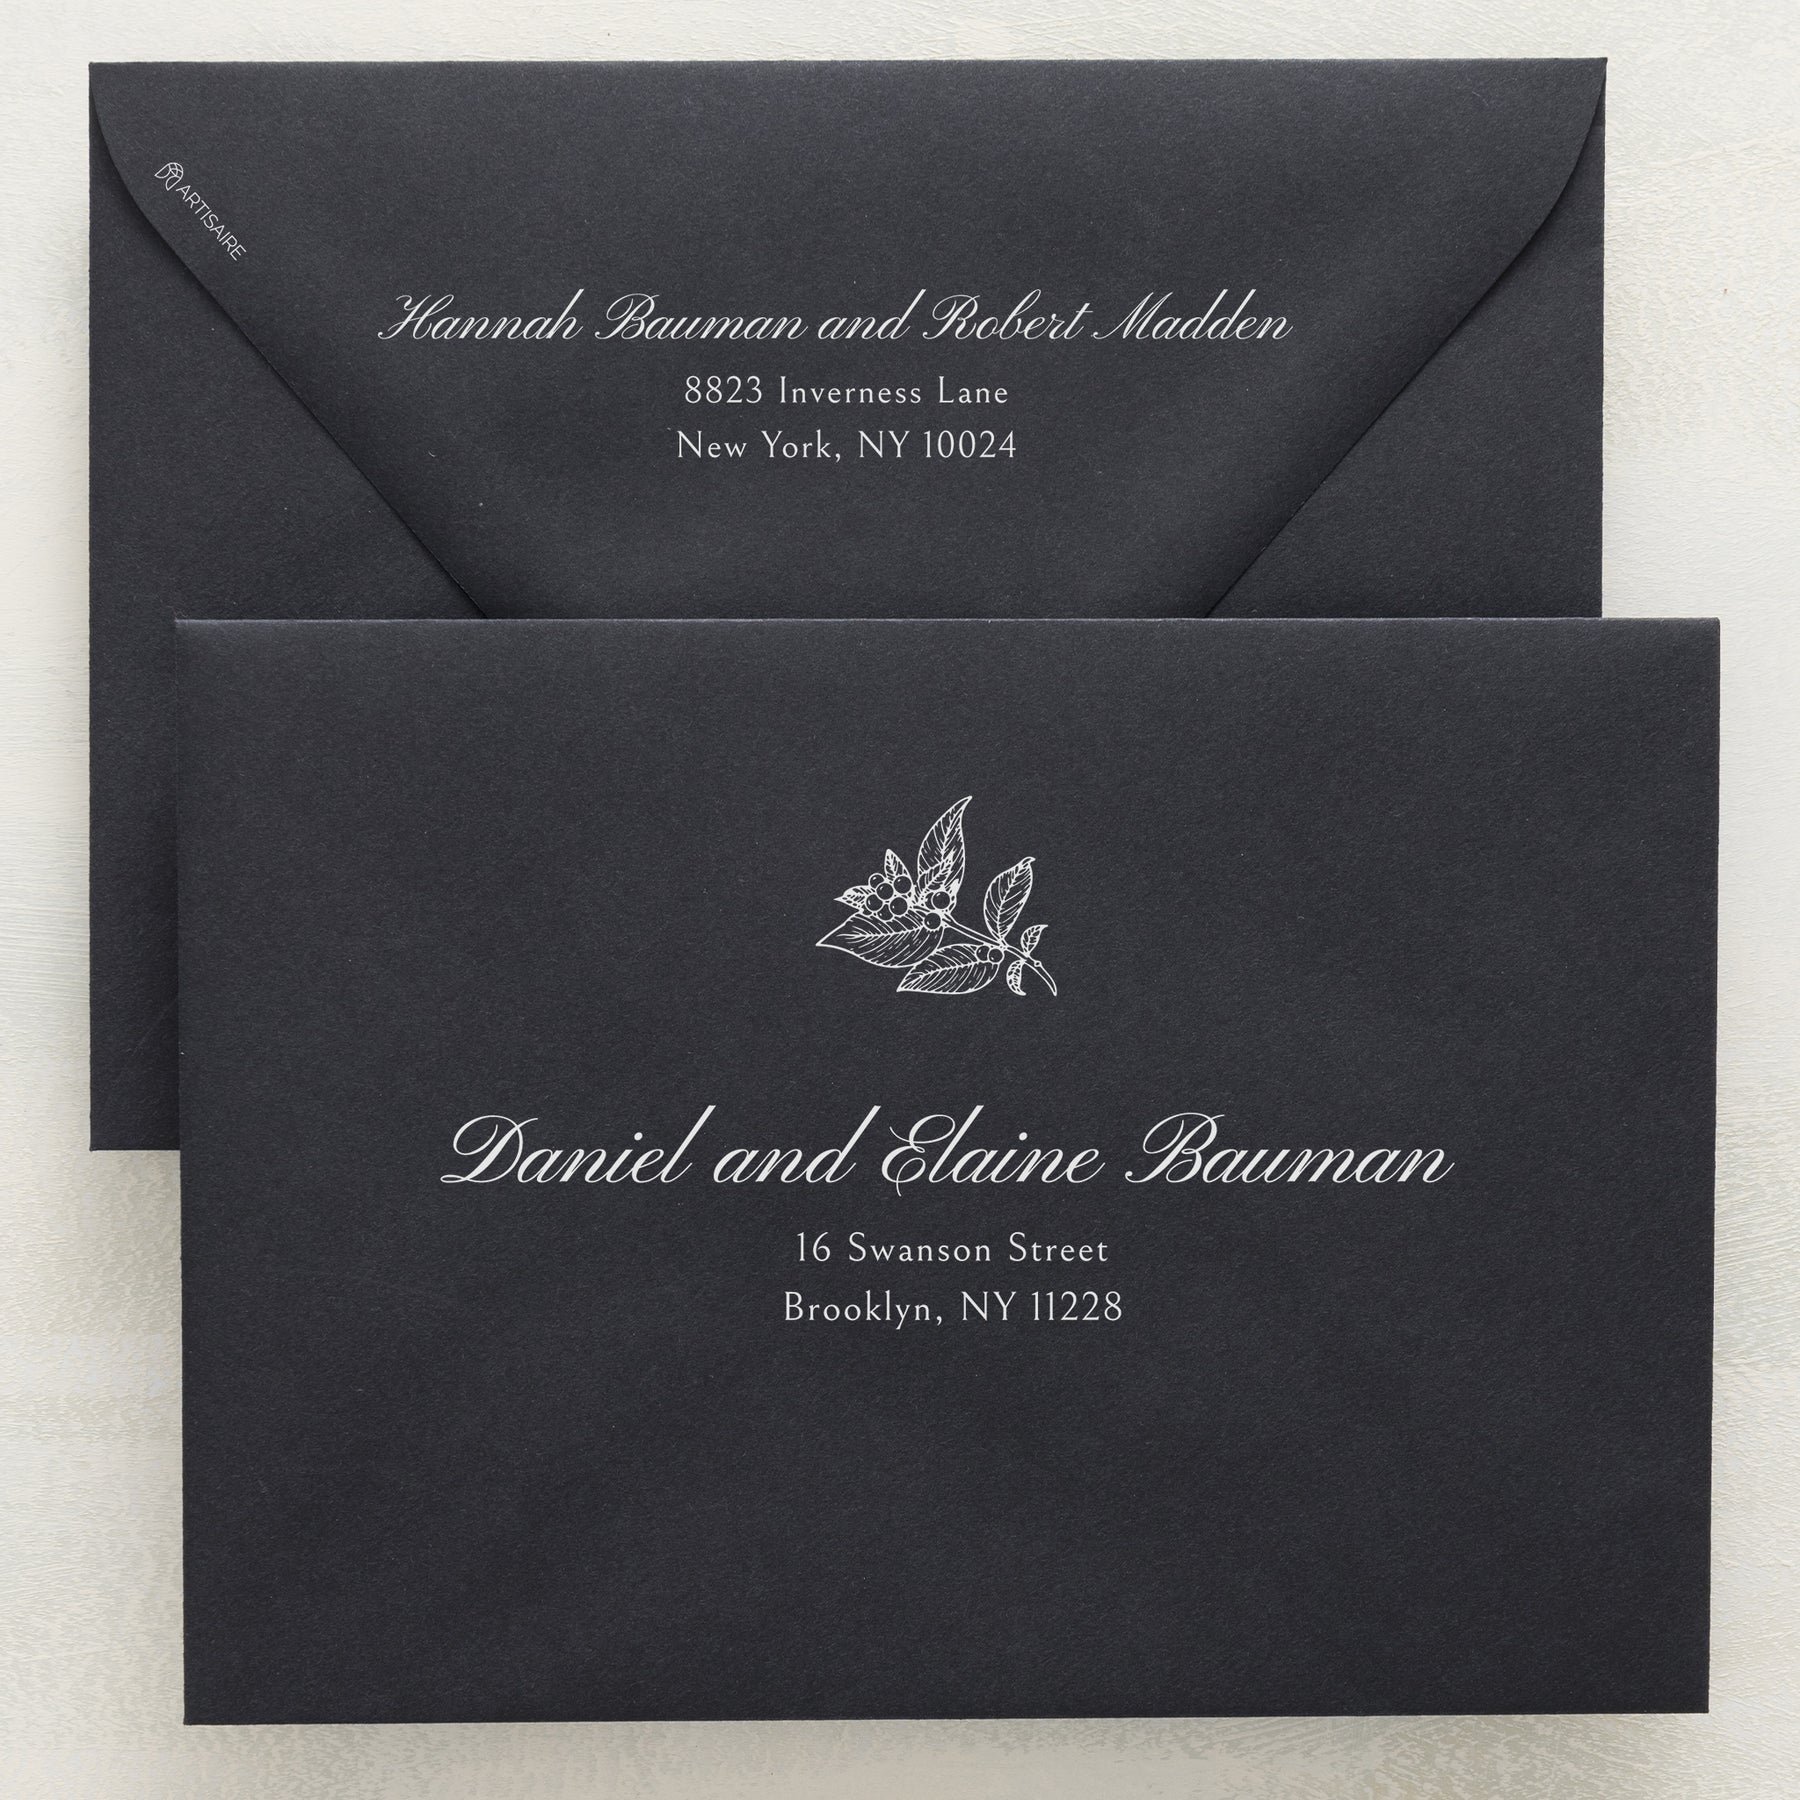 ARTISAIRE
Hannah Bauman and Robert Madden
8823 Inverness Lane
New York, NY 10024
Daniel and Elaine Bauman
16 Swanson Street
Brooklyn, NY 11228